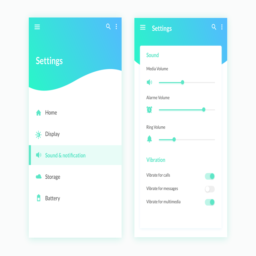 Settings
Home
Display
Sound & notification
Storage
Battery
Settings
Sound
Media Volume
Alarms Volume
Ring Volume
Vibration
Vibrate for calls
Vibrate for messages
Vibrate for multimedia